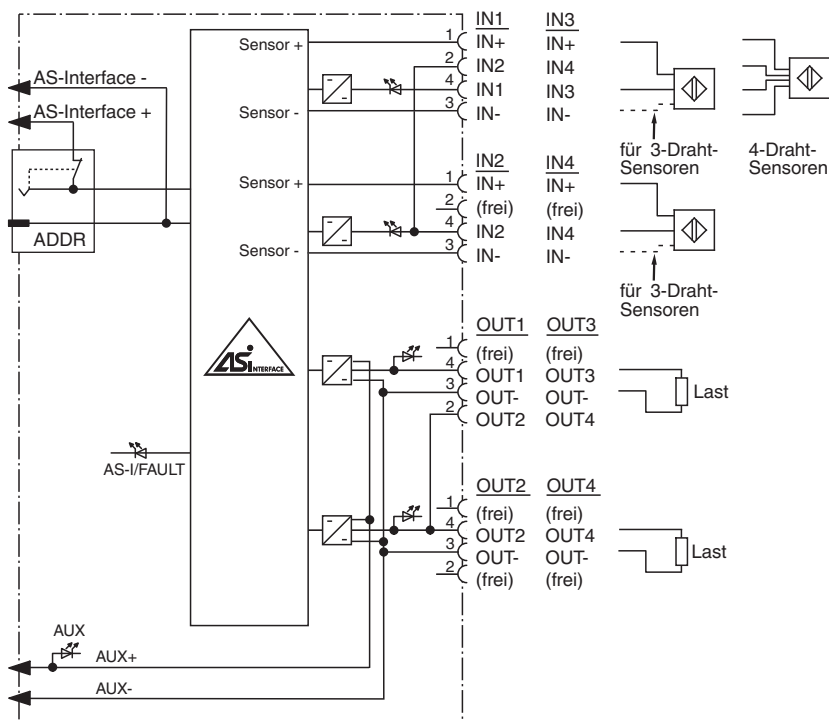 IN1 IN3
Sensor + 1 IN+ IN+
2 IN2 IN4
4 IN1 IN3
Sensor - 3 IN- IN-
AS-Interface -
AS-Interface +
ADDR
für 3-Draht-
Sensoren
4-Draht-
Sensoren
IN2 IN4
Sensor + 1 IN+ IN+
2 (frei) (frei)
4 IN2 IN4
Sensor - 3 IN- IN-
für 3-Draht-
Sensoren
ASi INTERFACE
OUT1 OUT3
1 (frei) (frei)
4 OUT1 OUT3
3 OUT- OUT-
2 OUT2 OUT4
Last
AS-I/FAULT
OUT2 OUT4
1 (frei) (frei)
4 OUT2 OUT4
3 OUT- OUT-
2 (frei) (frei)
Last
AUX
AUX+
AUX-